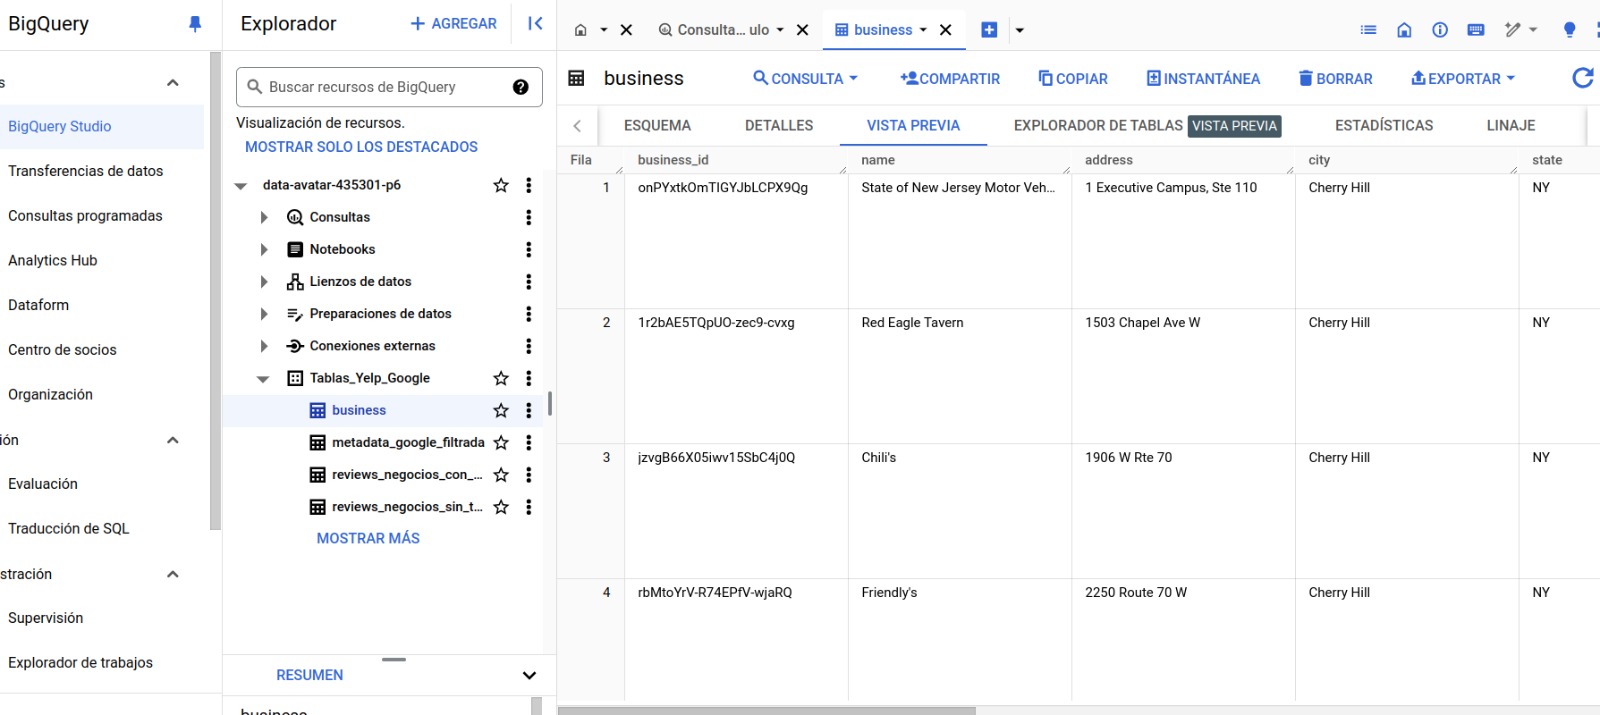 BigQuery
s
BigQuery Studio
Transferencias de datos
Consultas programadas
Analytics Hub
Dataform
Centro de socios
Organización
ión
Evaluación
Traducción de SQL
stración
Supervisión
Explorador de trabajos
Explorador
AGREGAR
Buscar recursos de BigQuery
Visualización de recursos.
MOSTRAR SOLO LOS DESTACADOS
data-avatar-435301-p6
Consultas
Notebooks
Lienzos de datos
Preparaciones de datos
Conexiones externas
Tablas_Yelp_Google
business
metadata_google_filtrada
reviews_negocios_con_...
reviews_negocios_sin_t...
MOSTRAR MÁS
RESUMEN
business
Consulta... ulo
business
business
CONSULTA
COMPARTIR
COPIAR
INSTANTÁNEA
BORRAR
EXPORTAR
ESQUEMA
DETALLES
VISTA PREVIA
EXPLORADOR DE TABLAS VISTA PREVIA
ESTADÍSTICAS
LINAJE
Fila business_id name address city state
1 onPYxtkOmTIGYJbLCPX9Qg State of New Jersey Motor Veh... 1 Executive Campus, Ste 110 Cherry Hill NY
2 1r2bAE5TQpUO-zec9-cvxg Red Eagle Tavern 1503 Chapel Ave W Cherry Hill NY
3 jzvgB66X05iwv15SbC4j0Q Chili's 1906 W Rte 70 Cherry Hill NY
4 rbMtoYrV-R74EPfV-wjaRQ Friendly's 2250 Route 70 W Cherry Hill NY